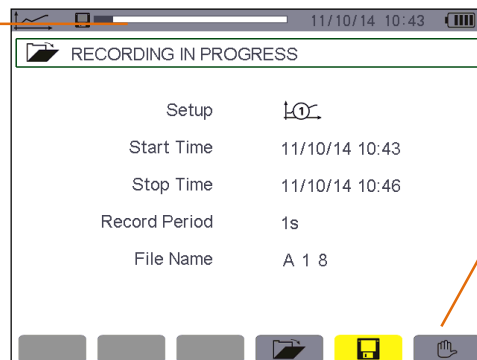 11/10/14 10:43
RECORDING IN PROGRESS
Setup 1
Start Time 11/10/14 10:43
Stop Time 11/10/14 10:46
Record Period 1s
File Name A 1 8